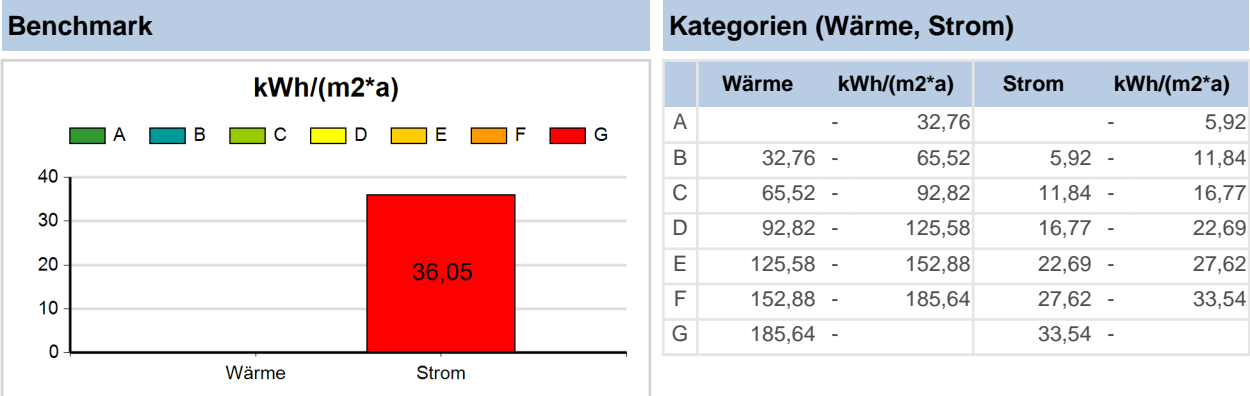 Benchmark
kWh/(m2*a)
A B C D E F G
40
30
20
10
0
36,05
Wärme Strom
Kategorien (Wärme, Strom)
Wärme kWh/(m2*a) Strom kWh/(m2*a)
A - 32,76 - 5,92
B 32,76 - 65,52 5,92 - 11,84
C 65,52 - 92,82 11,84 - 16,77
D 92,82 - 125,58 16,77 - 22,69
E 125,58 - 152,88 22,69 - 27,62
F 152,88 - 185,64 27,62 - 33,54
G 185,64 - 33,54 -